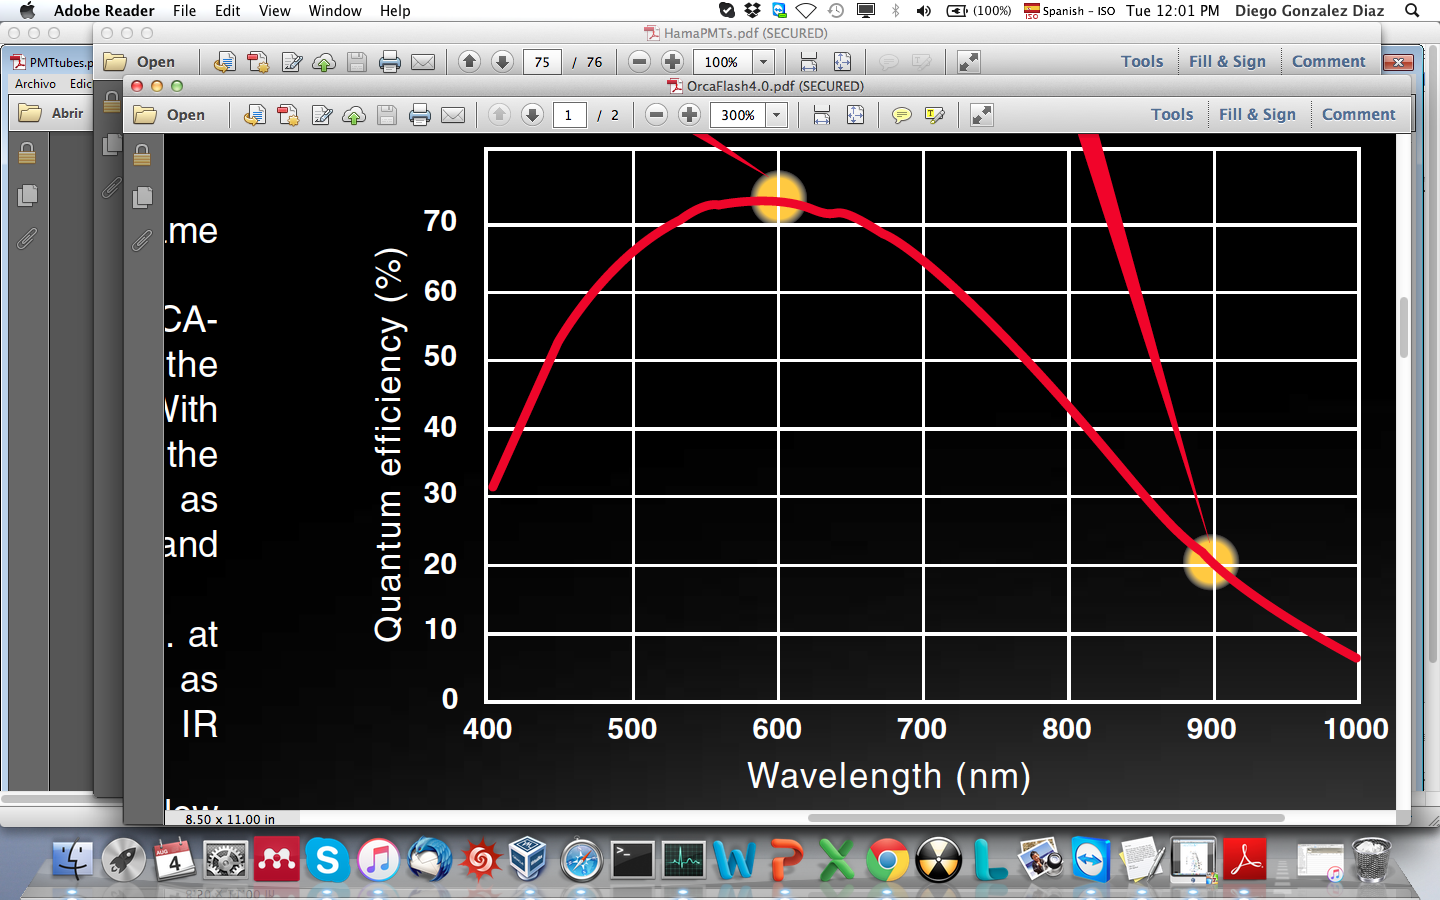 Adobe Reader File Edit View Window Help (100%) Spanish – ISO Tue 12:01 PM Diego Gonzalez Diaz
HamaPMTs.pdf (SECURED)
PMTtubes.p
Open 75 / 76 100% Tools Fill & Sign Comment
Archivo Edic
OrcaFlash4.0.pdf (SECURED)
Abrir
Open 1 / 2 300% Tools Fill & Sign Comment
me
CA-
the
With
the
as
and
. at
as
IR
low
70
60
50
40
30
20
10
0
Quantum efficiency (%)
400 500 600 700 800 900 1000
Wavelength (nm)
8.50 x 11.00 in
AUG
4